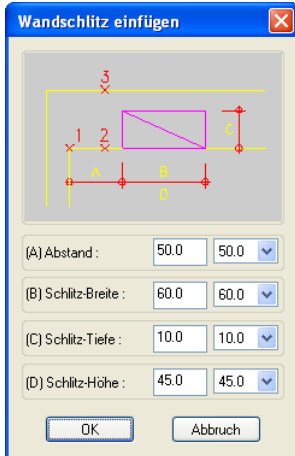 Wandschlitz einfügen
3
1 2
C
A B
D
(A) Abstand : 50.0 50.0
(B) Schlitz-Breite : 60.0 60.0
(C) Schlitz-Tiefe : 10.0 10.0
(D) Schlitz-Höhe : 45.0 45.0
OK Abbruch